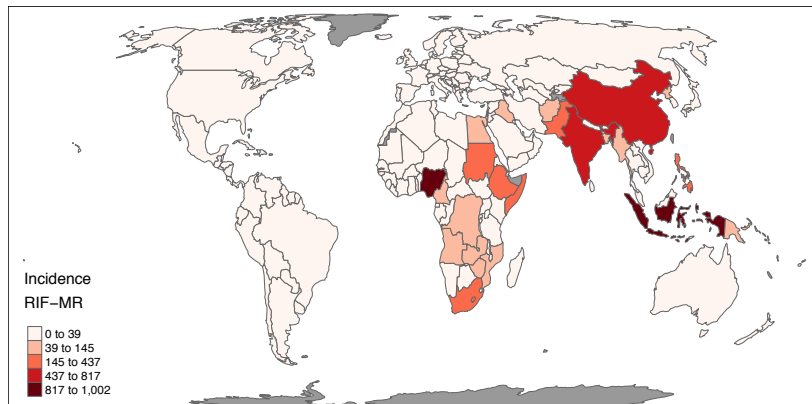 Incidence
RIF−MR
0 to 39
39 to 145
145 to 437
437 to 817
817 to 1,002